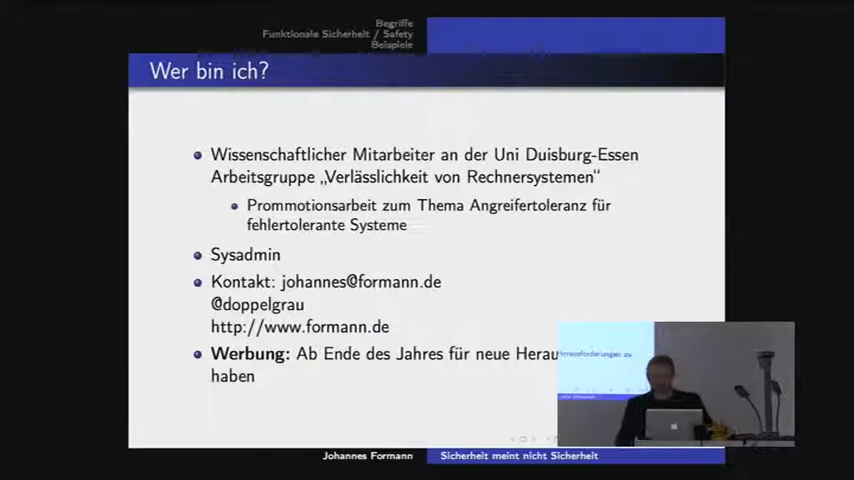 Begriffe
Funktionale Sicherheit / Safety
Beispiele
Wer bin ich?
Wissenschaftlicher Mitarbeiter an der Uni Duisburg-Essen
Arbeitsgruppe „Verlässlichkeit von Rechnersystemen“
Prommotionsarbeit zum Thema Angreifertoleranz für
fehlertolerante Systeme
Sysadmin
Kontakt: johannes@formann.de
@doppelgrau
http://www.formann.de
Werbung: Ab Ende des Jahres für neue Herau
haben
Herausforderungen zu
Johannes Formann
Sicherheit meint nicht Sicherheit